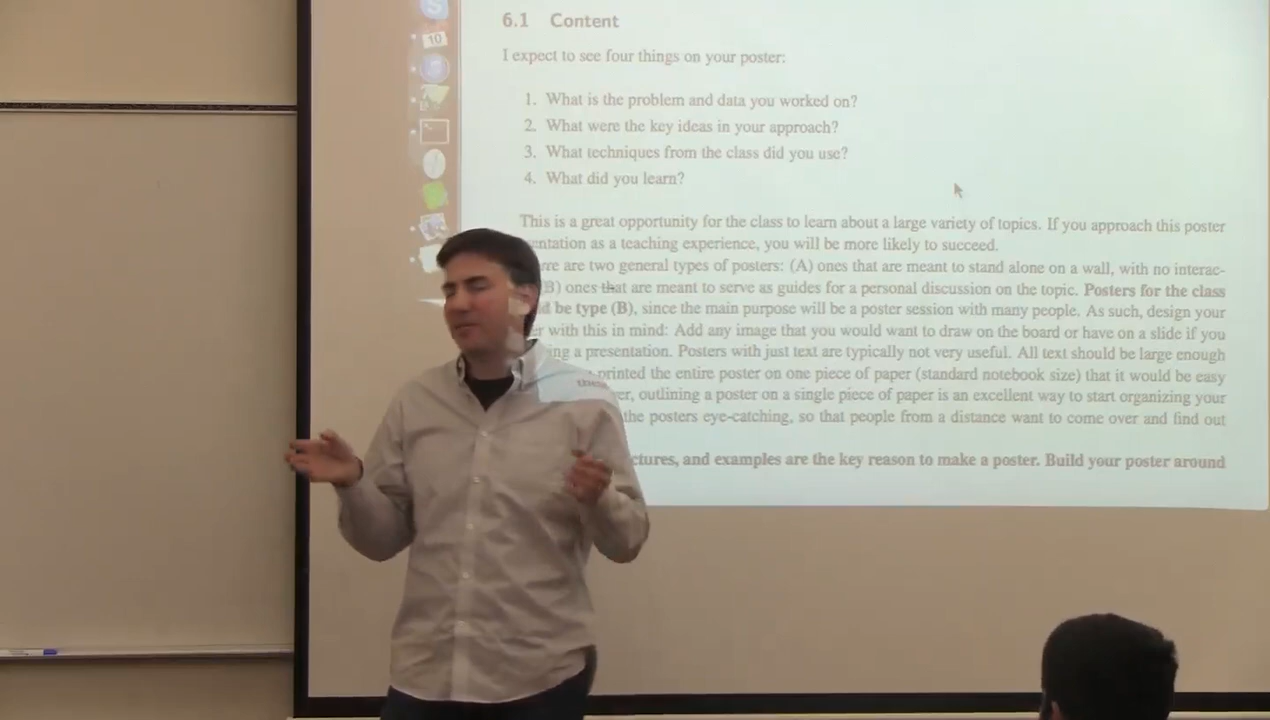 10
6.1 Content
I expect to see four things on your poster:
1. What is the problem and data you worked on?
2. What were the key ideas in your approach?
3. What techniques from the class did you use?
4. What did you learn?
This is a great opportunity for the class to learn about a large variety of topics. If you approach this poster
entation as a teaching experience, you will be more likely to succeed.
are two general types of posters: (A) ones that are meant to stand alone on a wall, with no interac-
(B) ones that are meant to serve as guides for a personal discussion on the topic. Posters for the class
d be type (B), since the main purpose will be a poster session with many people. As such, design your
er with this in mind: Add any image that you would want to draw on the board or have on a slide if you
ing a presentation. Posters with just text are typically not very useful. All text should be large enough
printed the entire poster on one piece of paper (standard notebook size) that it would be easy
er, outlining a poster on a single piece of paper is an excellent way to start organizing your
the posters eye-catching, so that people from a distance want to come over and find out
ctures, and examples are the key reason to make a poster. Build your poster around